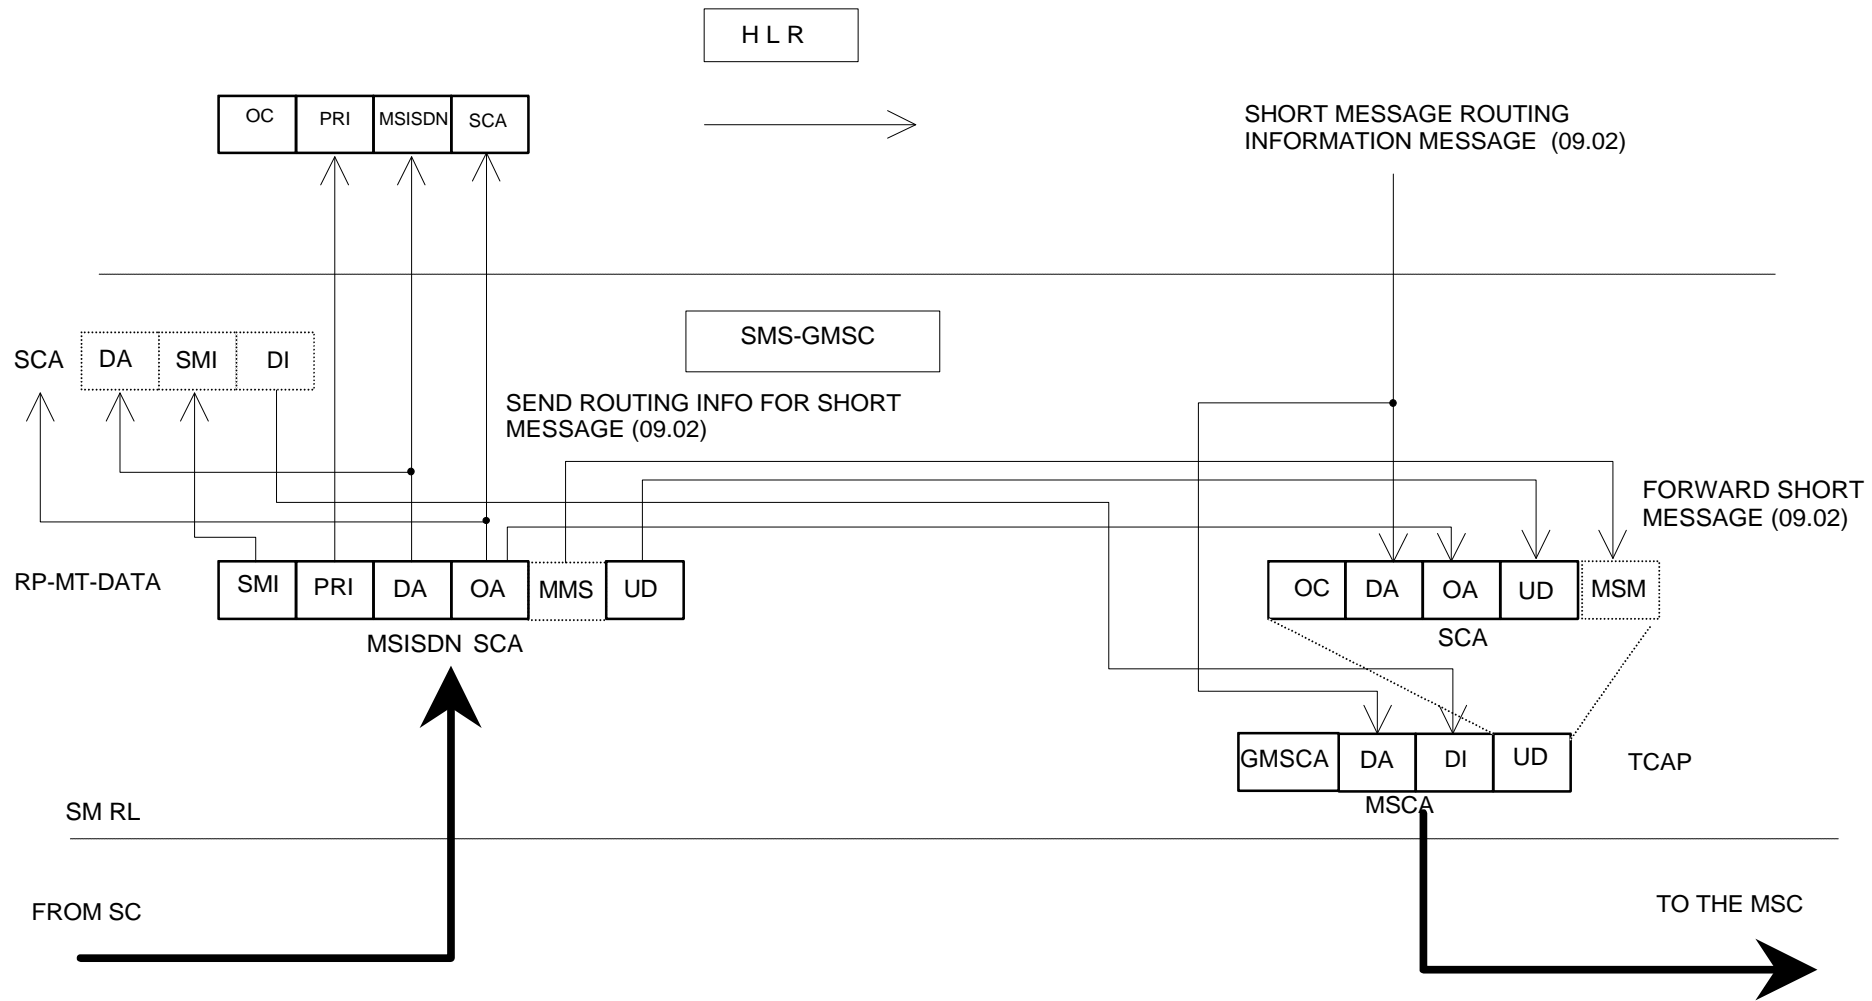 H L R
OC PRI MSISDN SCA
SHORT MESSAGE ROUTING
INFORMATION MESSAGE (09.02)
SMS-GMSC
SCA DA SMI DI
SEND ROUTING INFO FOR SHORT
MESSAGE (09.02)
FORWARD SHORT
MESSAGE (09.02)
RP-MT-DATA SMI PRI DA OA MMS UD
MSISDN SCA
OC DA OA UD MSM
SCA
GMSCA DA DI UD TCAP
MSCA
SM RL
FROM SC
TO THE MSC